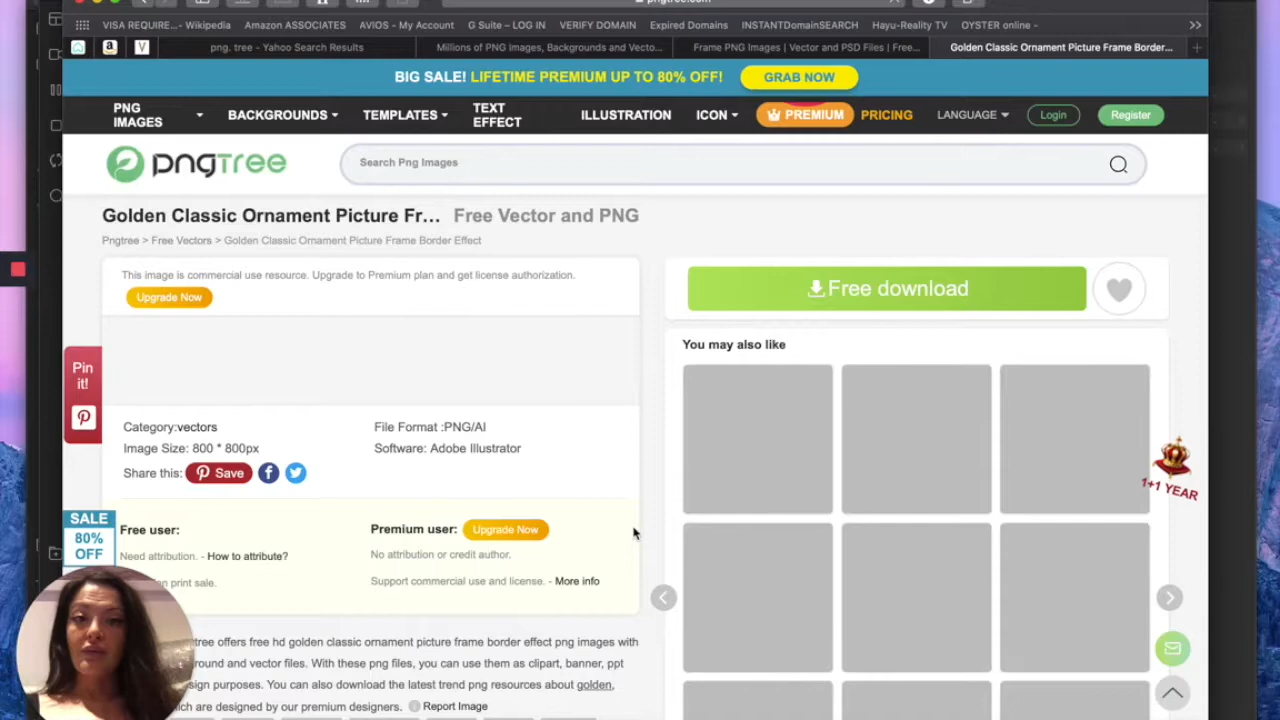 pngtree.com
VISA REQUIRE... - Wikipedia Amazon ASSOCIATES AVIOS - My Account G Suite – LOG IN VERIFY DOMAIN Expired Domains INSTANTDomainSEARCH Hayu-Reality TV OYSTER online -
png. tree - Yahoo Search Results Millions of PNG Images, Backgrounds and Vecto... Frame PNG Images | Vector and PSD Files | Free... Golden Classic Ornament Picture Frame Border...
BIG SALE! LIFETIME PREMIUM UP TO 80% OFF! GRAB NOW
PNG IMAGES BACKGROUNDS TEMPLATES TEXT EFFECT ILLUSTRATION ICON PREMIUM PRICING LANGUAGE Login Register
pngtree Search Png Images
Golden Classic Ornament Picture Fr... Free Vector and PNG
Pngtree > Free Vectors > Golden Classic Ornament Picture Frame Border Effect
This image is commercial use resource. Upgrade to Premium plan and get license authorization.
Upgrade Now
Free download
You may also like
Pin it!
Category:vectors File Format :PNG/AI
Image Size: 800 * 800px Software: Adobe Illustrator
Share this: Save
1+1 YEAR
SALE 80% OFF
Free user: Premium user: Upgrade Now
Need attribution. - How to attribute? No attribution or credit author.
print sale. Support commercial use and license. - More info
tree offers free hd golden classic ornament picture frame border effect png images with
and vector files. With these png files, you can use them as clipart, banner, ppt
purposes. You can also download the latest trend png resources about golden,
are designed by our premium designers. Report Image